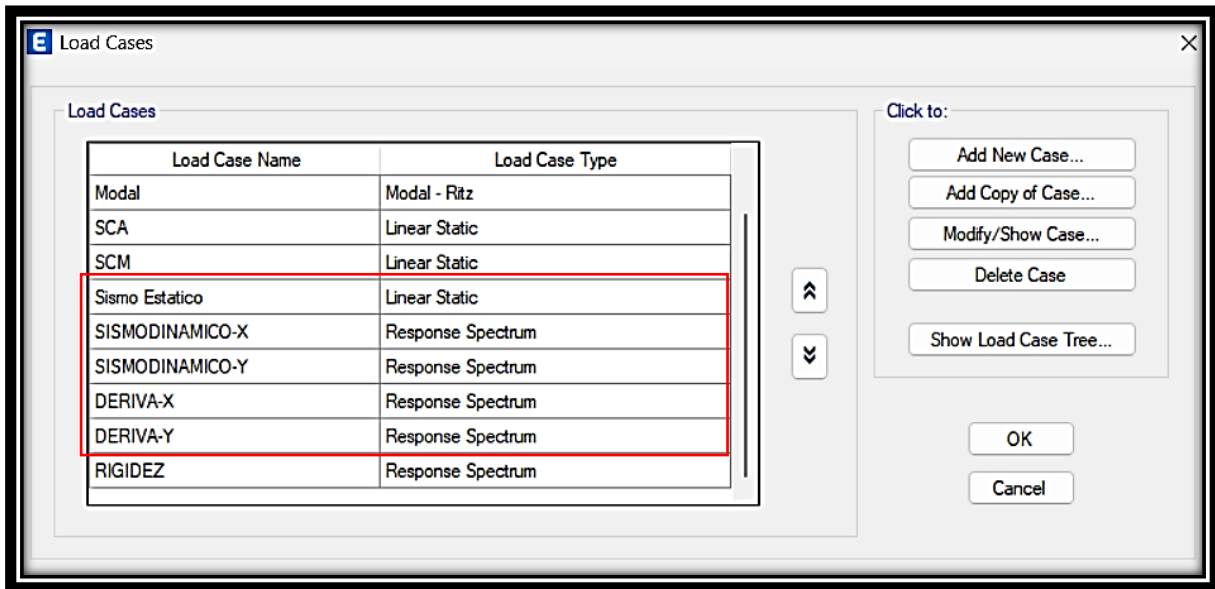 E Load Cases
Load Cases
Load Case Name Load Case Type
Modal Modal - Ritz
SCA Linear Static
SCM Linear Static
Sismo Estatico Linear Static
SISMODINAMICO-X Response Spectrum
SISMODINAMICO-Y Response Spectrum
DERIVA-X Response Spectrum
DERIVA-Y Response Spectrum
RIGIDEZ Response Spectrum
Click to:
Add New Case...
Add Copy of Case...
Modify/Show Case...
Delete Case
Show Load Case Tree...
OK
Cancel